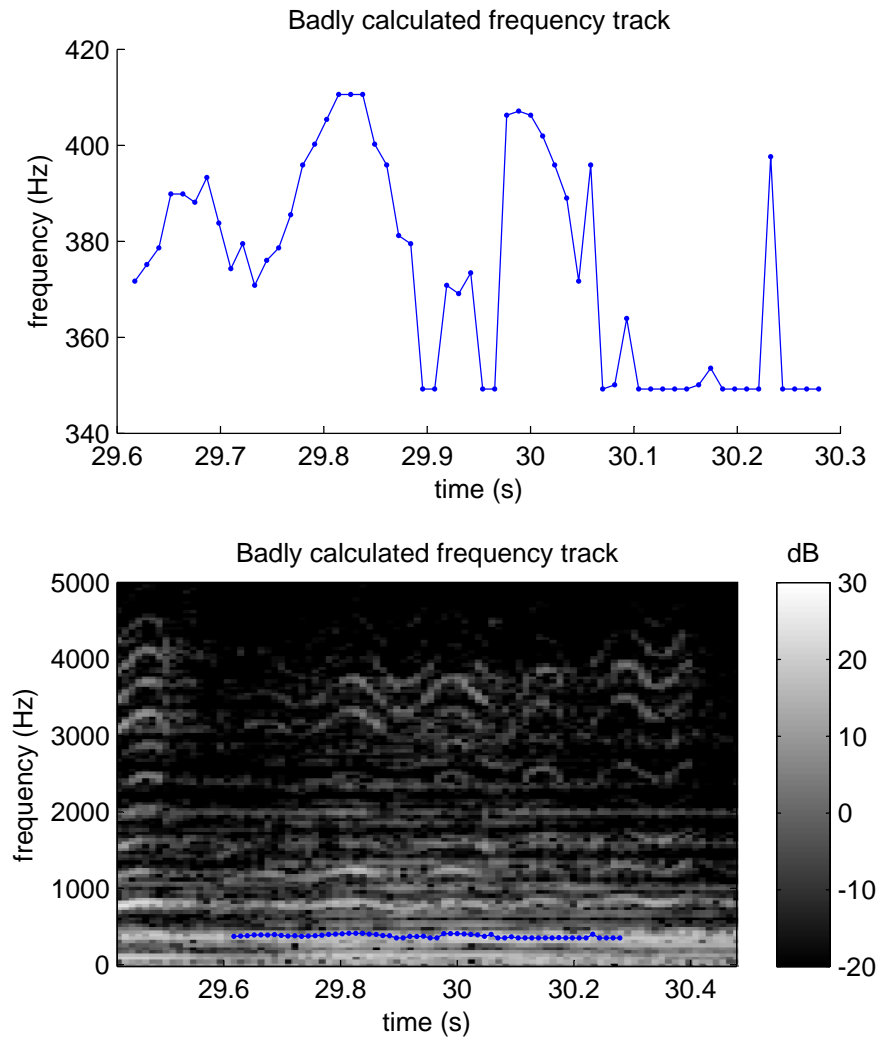 Badly calculated frequency track
420
400
380
360
340
frequency (Hz)
29.6 29.7 29.8 29.9 30 30.1 30.2 30.3
time (s)
Badly calculated frequency track dB
5000
4000
3000
2000
1000
0
frequency (Hz)
30
20
10
0
-10
-20
29.6 29.8 30 30.2 30.4
time (s)